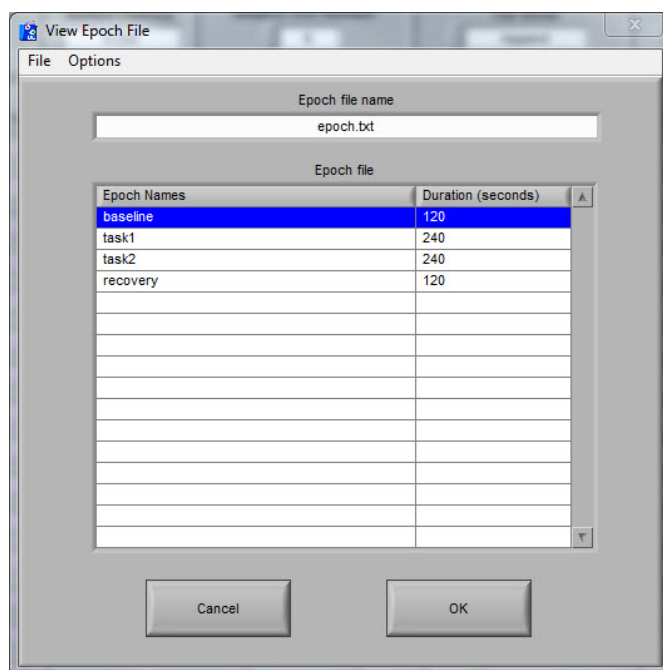 View Epoch File
File Options
Epoch file name
epoch.txt
Epoch file
Epoch Names Duration (seconds)
baseline 120
task1 240
task2 240
recovery 120
Cancel OK